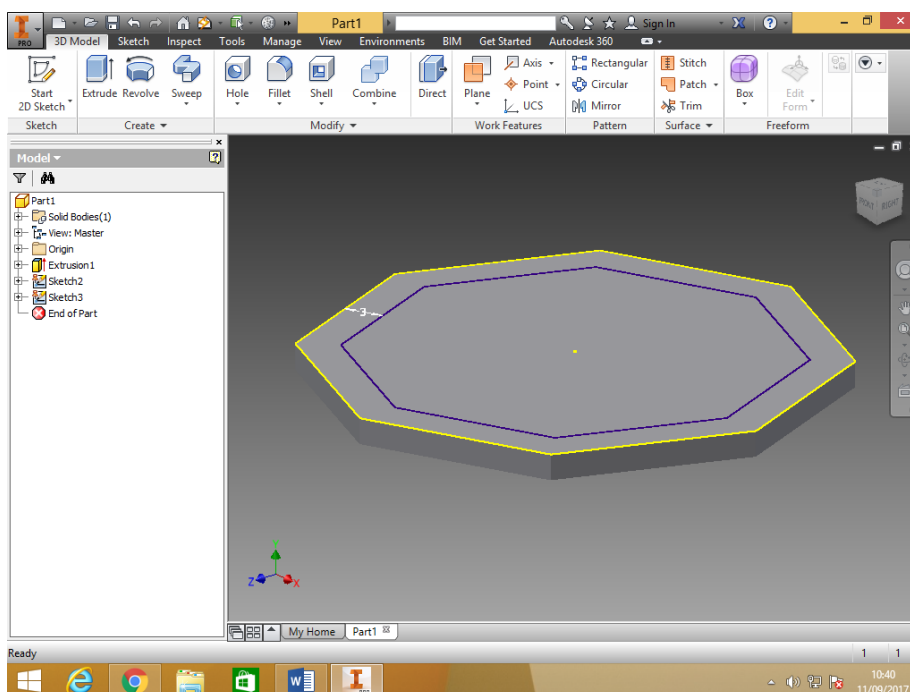 Part1
Sign In
PRO
3D Model Sketch Inspect Tools Manage View Environments BIM Get Started Autodesk 360
Start
2D Sketch
Extrude Revolve Sweep
Hole Fillet Shell Combine
Direct
Plane
Axis
Point
UCS
Rectangular
Circular
Mirror
Stitch
Patch
Trim
Box
Edit
Form
Sketch Create Modify Work Features Pattern Surface Freeform
Model
Part1
Solid Bodies(1)
View: Master
Origin
Extrusion1
Sketch2
Sketch3
End of Part
3
RIGHT
Z
X
My Home Part1
Ready 1 1
10:40
11/09/2017